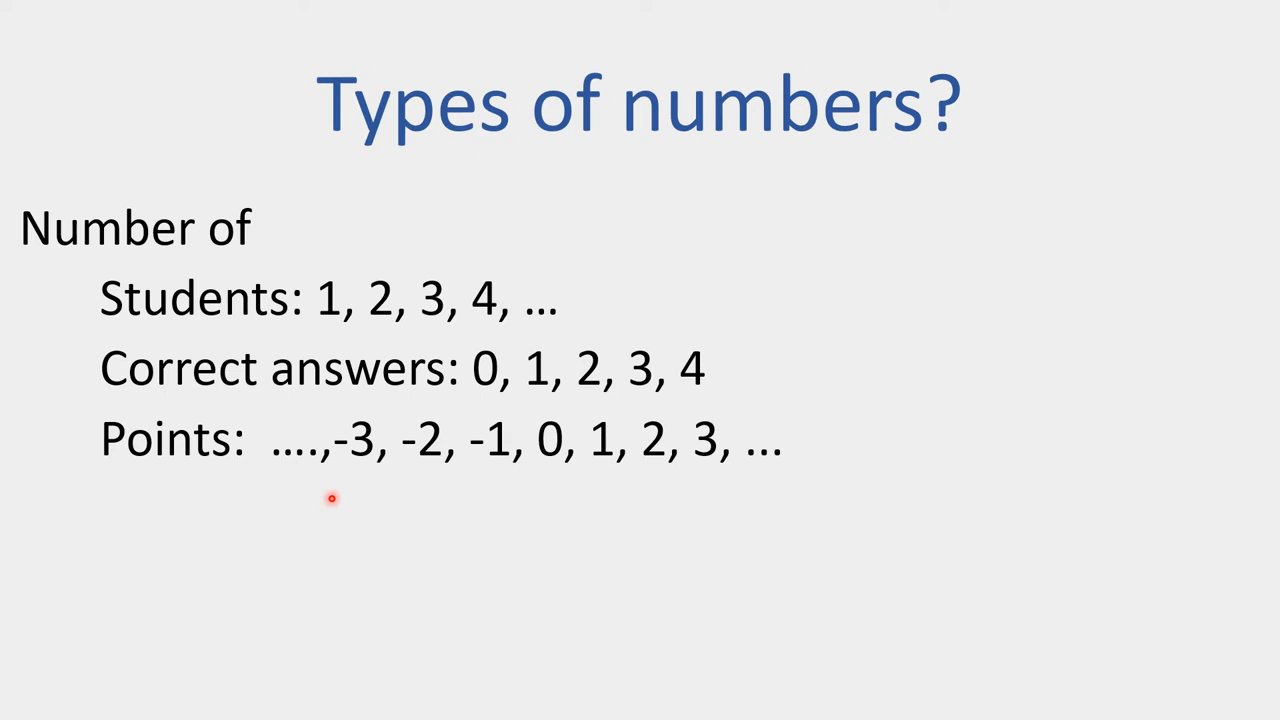 Types of numbers?
Number of
Students: 1, 2, 3, 4, …
Correct answers: 0, 1, 2, 3, 4
Points: ….,-3, -2, -1, 0, 1, 2, 3, ...